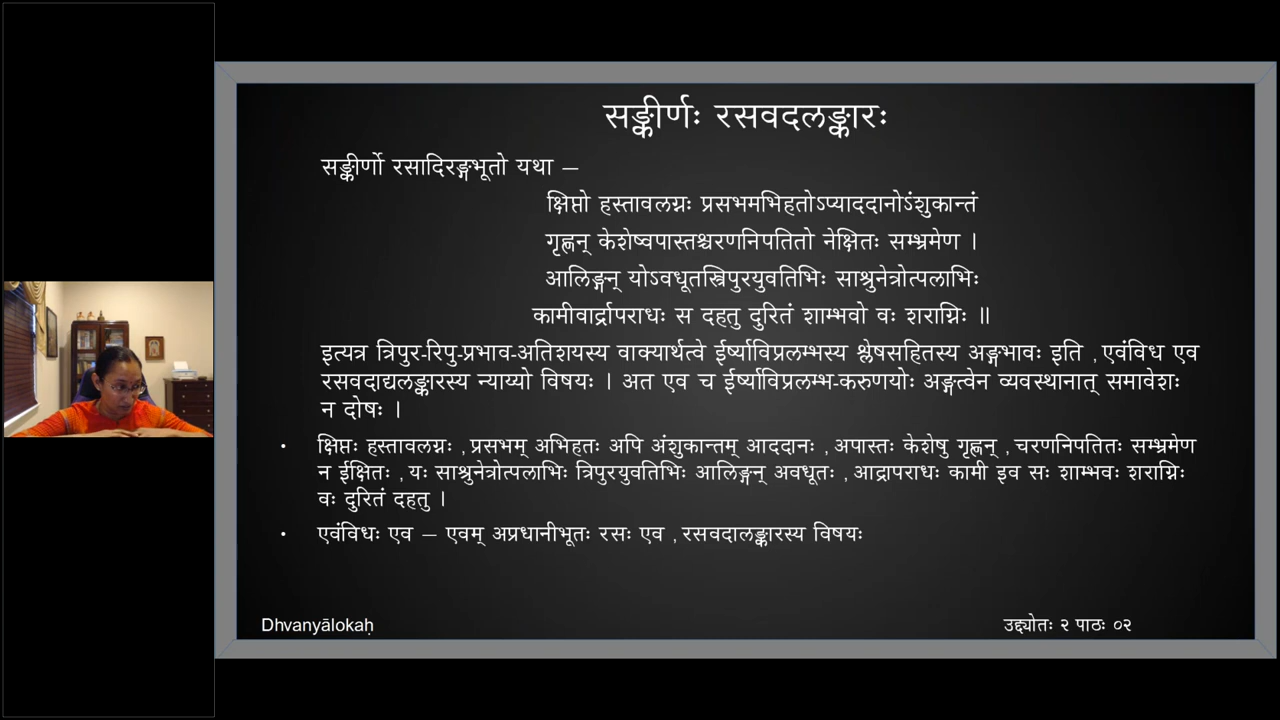 सङ्कीर्णः रसवदलङ्कारः
सङ्कीर्णो रसादिरङ्गभूतो यथा –
क्षिप्तो हस्तावलग्नः प्रसभमभिहतोऽप्याददानोंऽशुकान्तं
गृह्णन् केशेष्वपास्तश्चरणनिपतितो नेक्षितः सम्भ्रमेण ।
आलिङ्गन् योऽवधूतस्त्रिपुरयुवतिभिः साश्रुनेत्रोत्पलाभिः
कामीवार्द्रापराधः स दहतु दुरितं शाम्भवो वः शराग्निः ॥
इत्यत्र त्रिपुर-रिपु-प्रभाव-अतिशयस्य वाक्यार्थत्वे ईर्ष्याविप्रलम्भस्य श्लेषसहितस्य अङ्गभावः इति , एवंविध एव
रसवदाद्यलङ्कारस्य न्याय्यो विषयः । अत एव च ईर्ष्याविप्रलम्भ-करुणयोः अङ्गत्वेन व्यवस्थानात् समावेशः
न दोषः ।
• क्षिप्तः हस्तावलग्नः , प्रसभम् अभिहतः अपि अंशुकान्तम् आददानः , अपास्तः केशेषु गृह्णन् , चरणनिपतितः सम्भ्रमेण
न ईक्षितः , यः साश्रुनेत्रोत्पलाभिः त्रिपुरयुवतिभिः आलिङ्गन् अवधूतः , आद्रापराधः कामी इव सः शाम्भवः शराग्निः
वः दुरितं दहतु ।
• एवंविधः एव – एवम् अप्रधानीभूतः रसः एव , रसवदालङ्कारस्य विषयः
Dhvanyālokaḥ
उद्द्योतः २ पाठः ०२